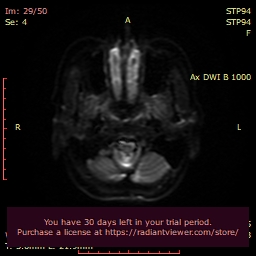 Im: 29/50
Se: 4
A
STP94
STP94
F
Ax DWI B 1000
R
L
You have 30 days left in your trial period.
Purchase a license at https://radiantviewer.com/store/